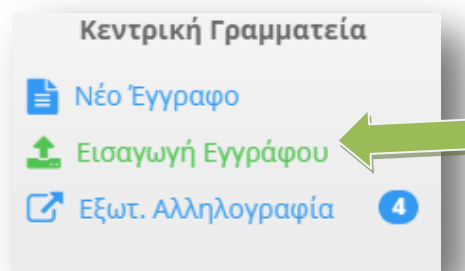 Κεντρική Γραμματεία
Νέο Έγγραφο
Εισαγωγή Εγγράφου
Εξωτ. Αλληλογραφία 4